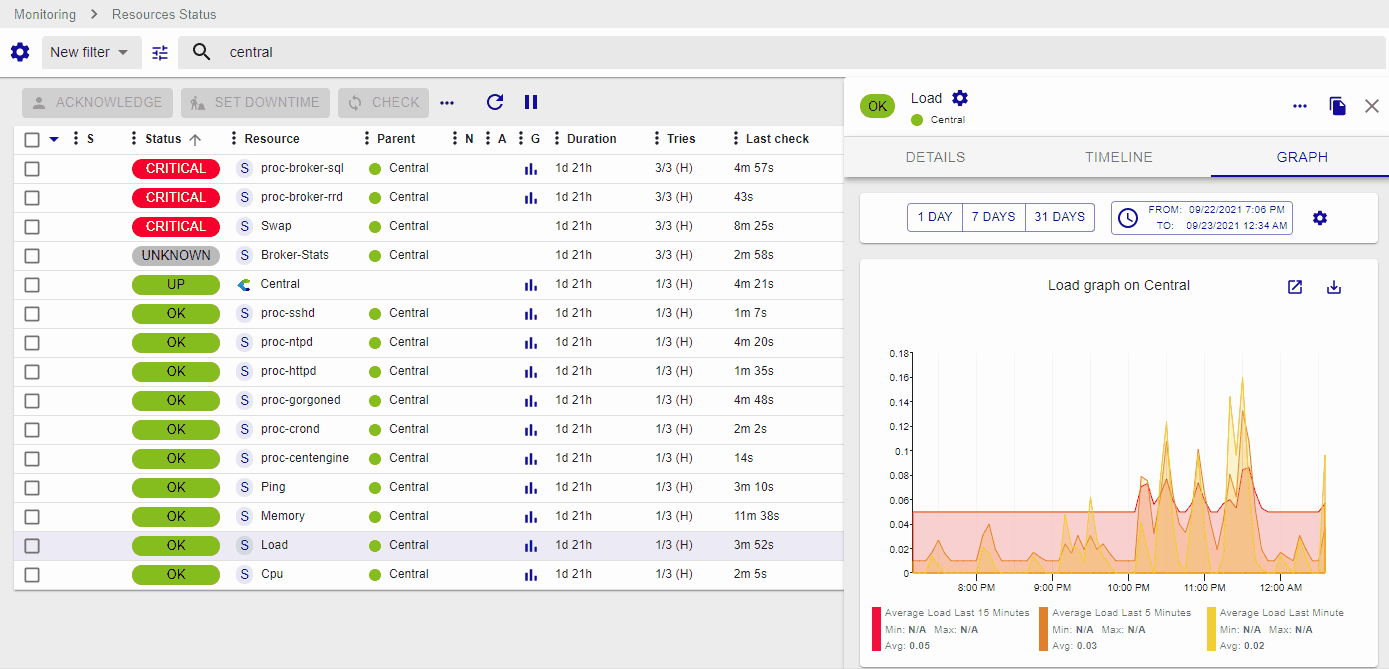 Monitoring > Resources Status
New filter central
ACKNOWLEDGE SET DOWNTIME CHECK
S Status Resource Parent N A G Duration Tries Last check
CRITICAL S proc-broker-sql Central 1d 21h 3/3 (H) 4m 57s
CRITICAL S proc-broker-rrd Central 1d 21h 3/3 (H) 43s
CRITICAL S Swap Central 1d 21h 3/3 (H) 8m 25s
UNKNOWN S Broker-Stats Central 1d 21h 3/3 (H) 2m 58s
UP Central 1d 21h 1/3 (H) 4m 21s
OK S proc-sshd Central 1d 21h 1/3 (H) 1m 7s
OK S proc-ntpd Central 1d 21h 1/3 (H) 4m 20s
OK S proc-httpd Central 1d 21h 1/3 (H) 1m 35s
OK S proc-gorgoned Central 1d 21h 1/3 (H) 4m 48s
OK S proc-crond Central 1d 21h 1/3 (H) 2m 2s
OK S proc-centengine Central 1d 21h 1/3 (H) 14s
OK S Ping Central 1d 21h 1/3 (H) 3m 10s
OK S Memory Central 1d 21h 1/3 (H) 11m 38s
OK S Load Central 1d 21h 1/3 (H) 3m 52s
OK S Cpu Central 1d 21h 1/3 (H) 2m 5s
OK Load
Central
DETAILS TIMELINE GRAPH
1 DAY 7 DAYS 31 DAYS
FROM: 09/22/2021 7:06 PM
TO: 09/23/2021 12:34 AM
Load graph on Central
0.18
0.16
0.14
0.12
0.1
0.08
0.06
0.04
0.02
0
8:00 PM 9:00 PM 10:00 PM 11:00 PM 12:00 AM
Average Load Last 15 Minutes
Min: N/A Max: N/A
Avg: 0.05
Average Load Last 5 Minutes
Min: N/A Max: N/A
Avg: 0.03
Average Load Last Minute
Min: N/A Max: N/A
Avg: 0.02